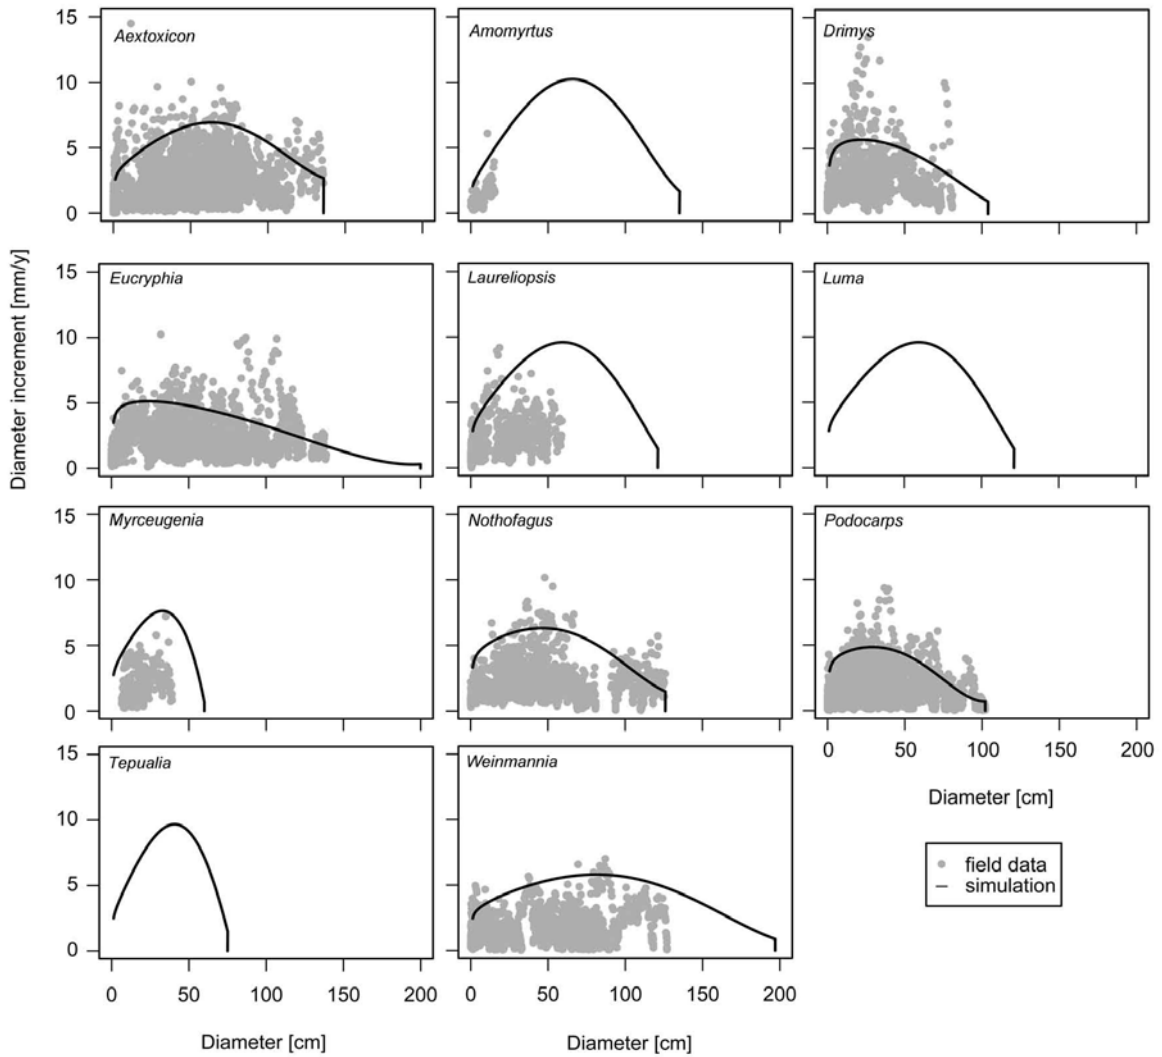 15
10
5
0
Aextoxicon
Amomyrtus
Drimys
Diameter increment [mm/y]
15
10
5
0
Eucryphia
Laureliopsis
Luma
15
10
5
0
Myrceugenia
Nothofagus
Podocarps
0 50 100 150 200
Diameter [cm]
15
10
5
0
Tepualia
Weinmannia
0 50 100 150 200
0 50 100 150 200
Diameter [cm]
Diameter [cm]
field data
simulation